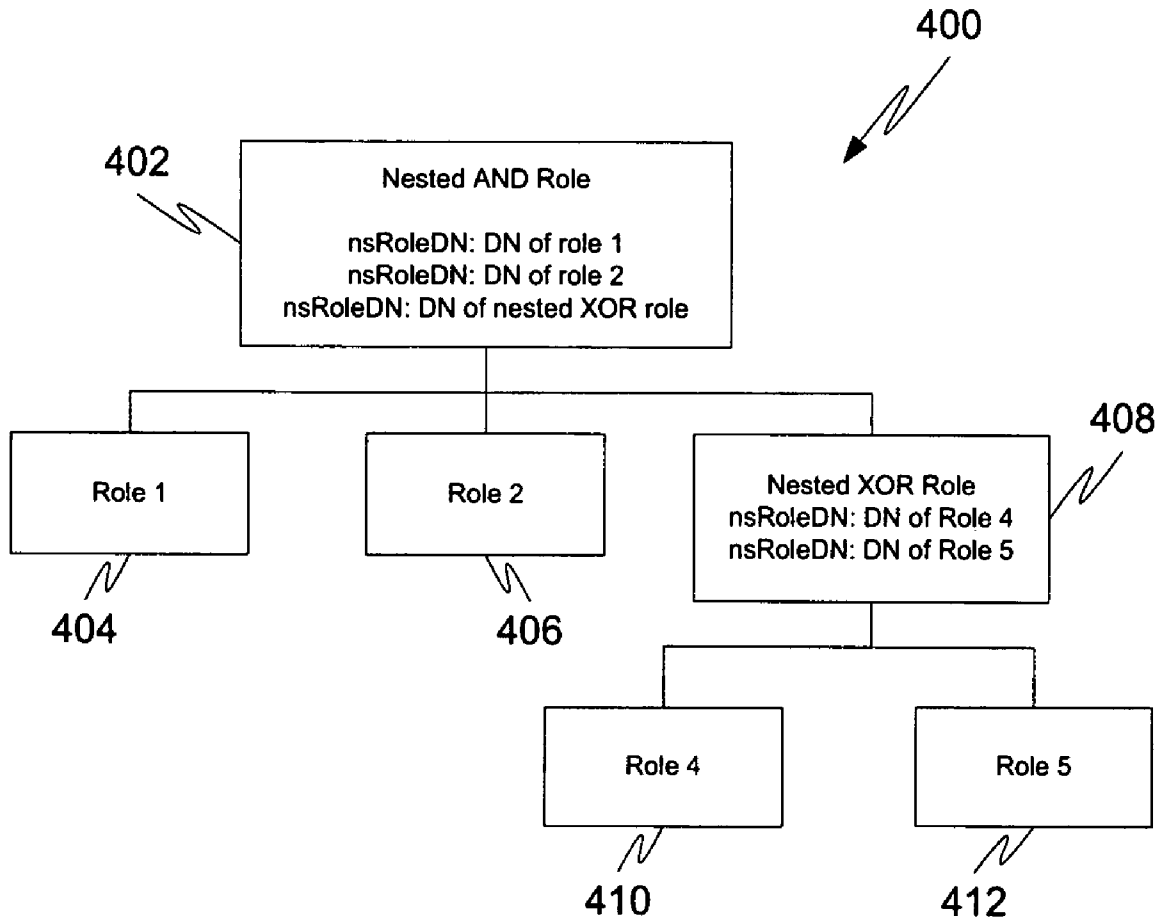 400
402
Nested AND Role
nsRoleDN: DN of role 1
nsRoleDN: DN of role 2
nsRoleDN: DN of nested XOR role
408
Role 1
Role 2
Nested XOR Role
nsRoleDN: DN of Role 4
nsRoleDN: DN of Role 5
404
406
Role 4
Role 5
410
412